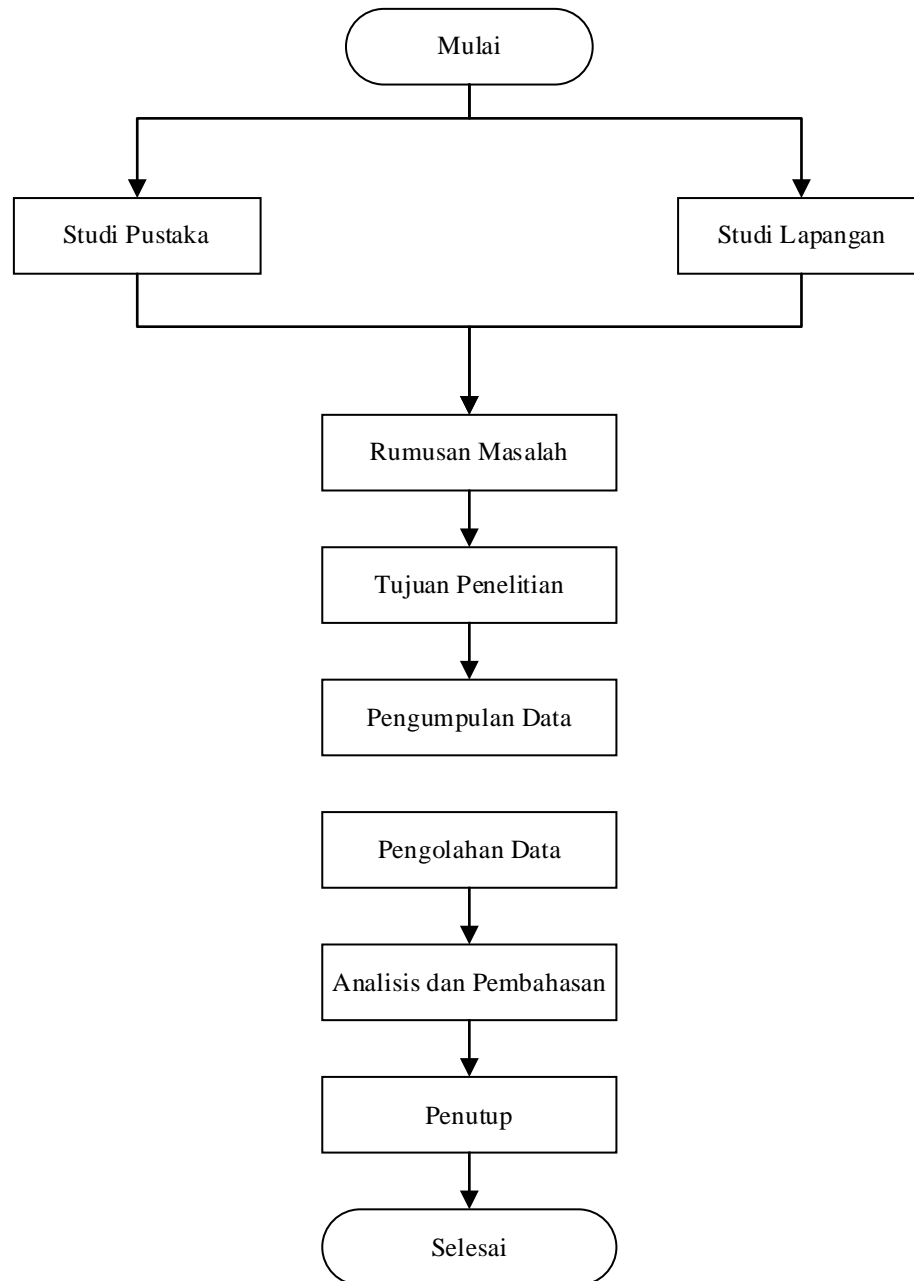 Mulai
Studi Pustaka
Studi Lapangan
Rumusan Masalah
Tujuan Penelitian
Pengumpulan Data
Pengolahan Data
Analisis dan Pembahasan
Penutup
Selesai